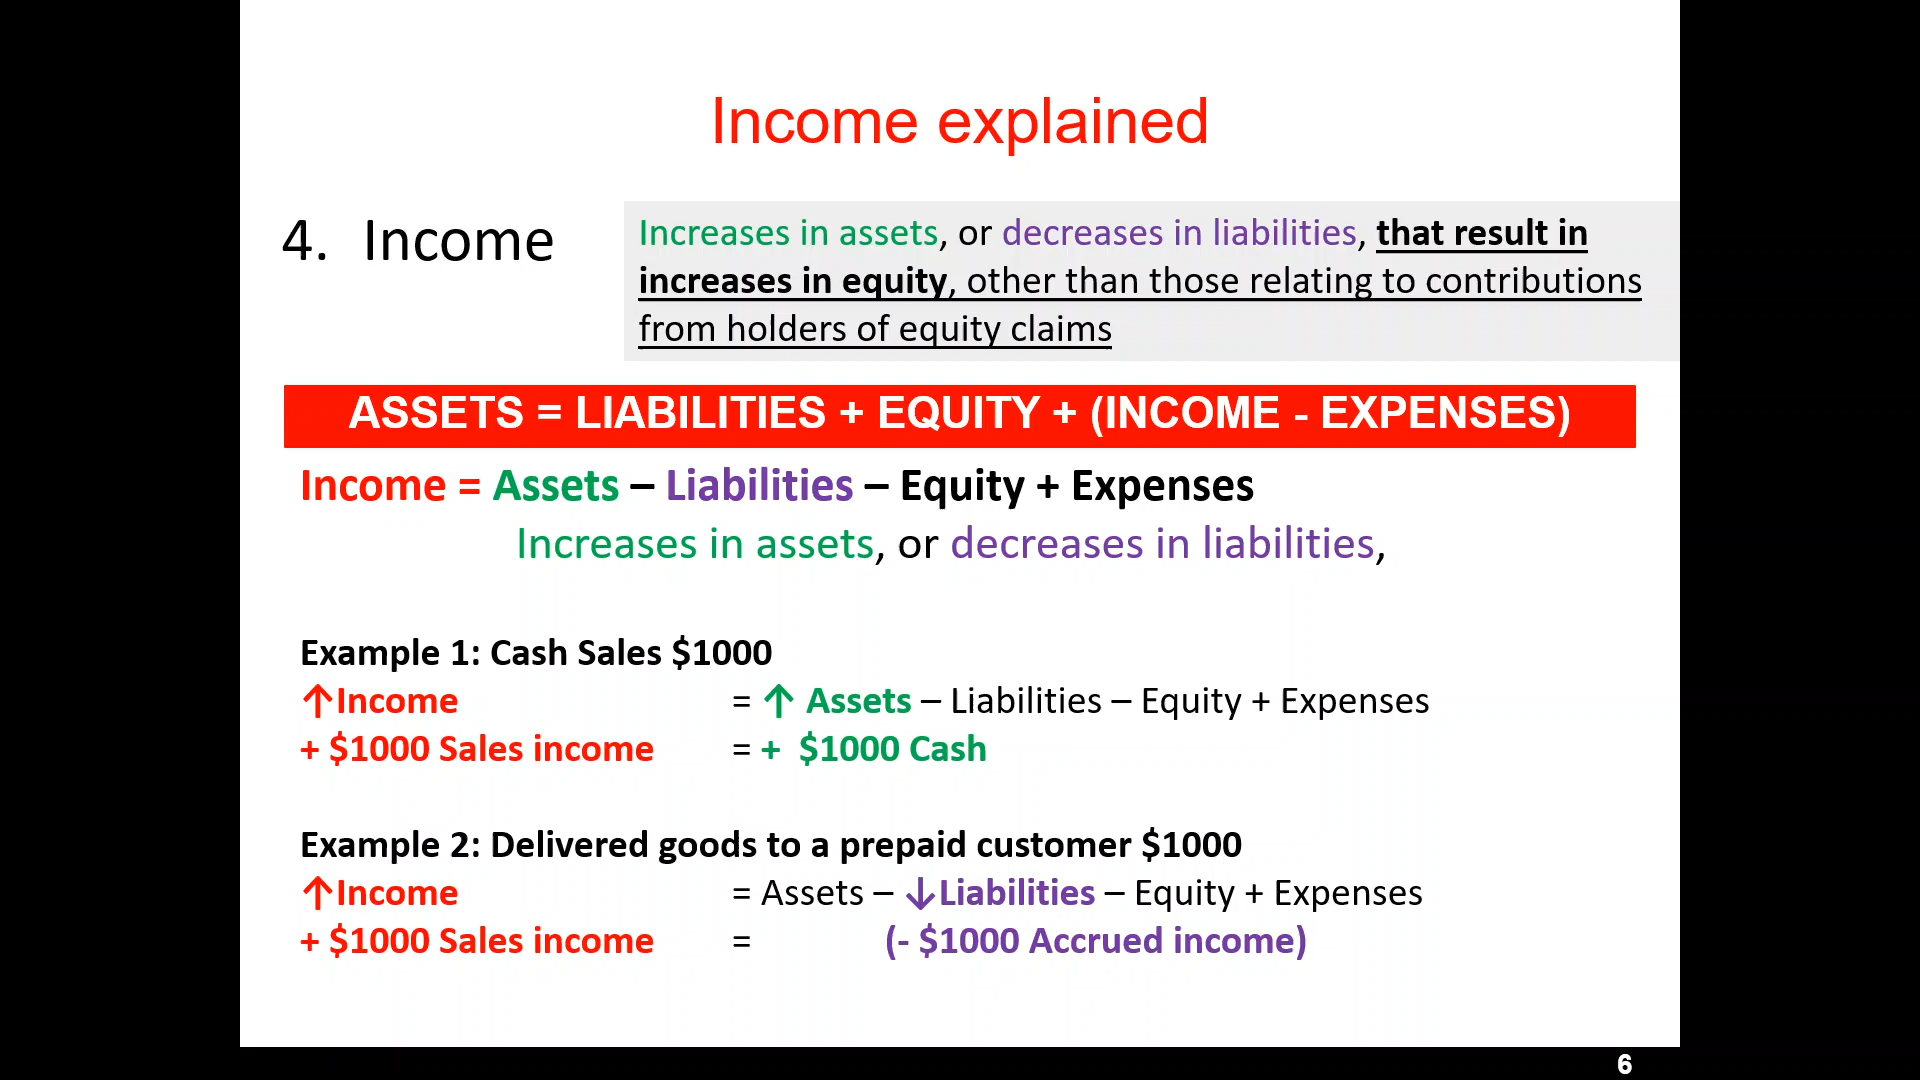 Income explained
4. Income
Increases in assets, or decreases in liabilities, that result in
increases in equity, other than those relating to contributions
from holders of equity claims
ASSETS = LIABILITIES + EQUITY + (INCOME - EXPENSES)
Income = Assets – Liabilities – Equity + Expenses
Increases in assets, or decreases in liabilities,
Example 1: Cash Sales $1000
↑Income = ↑ Assets – Liabilities – Equity + Expenses
+ $1000 Sales income = + $1000 Cash
Example 2: Delivered goods to a prepaid customer $1000
↑Income = Assets – ↓Liabilities – Equity + Expenses
+ $1000 Sales income = (- $1000 Accrued income)
6